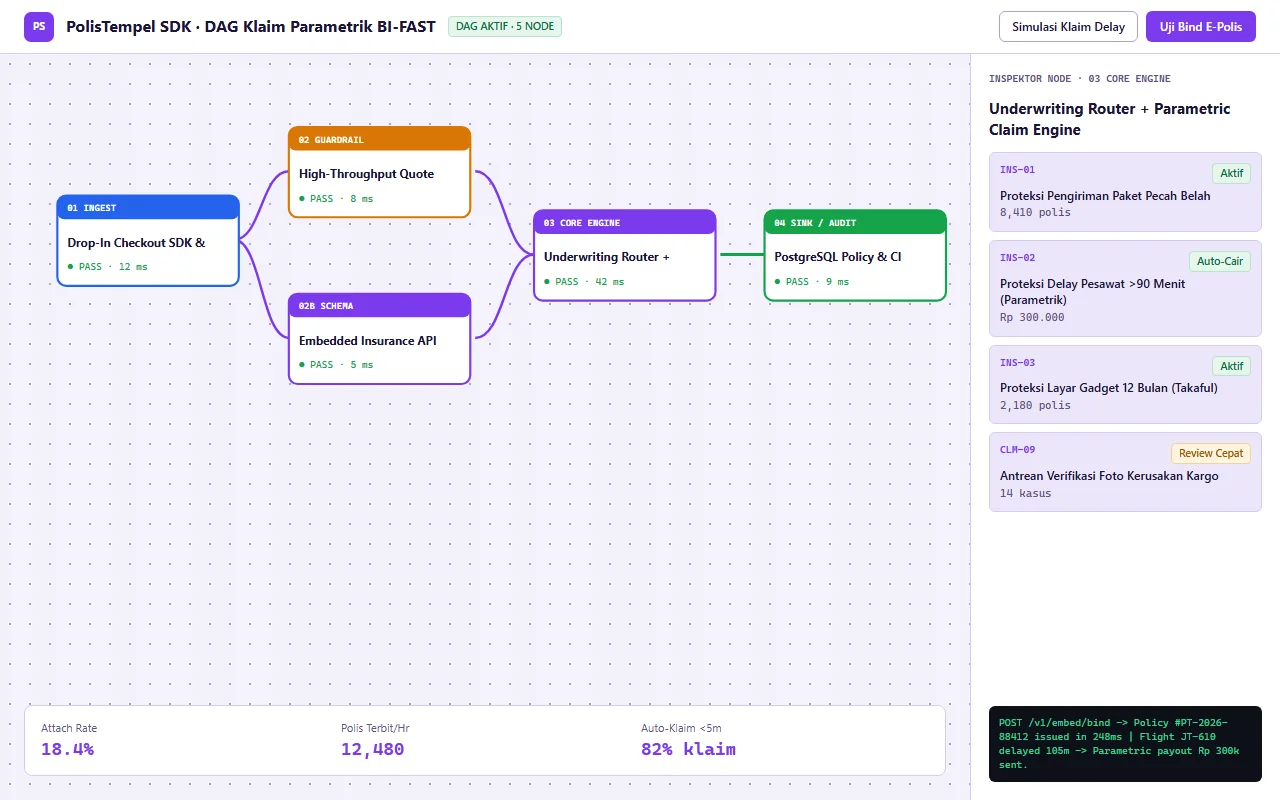 PS
PolisTempel SDK · DAG Klaim Parametrik BI-FAST
DAG AKTIF · 5 NODE
Simulasi Klaim Delay
Uji Bind E-Polis
01 INGEST
Drop-In Checkout SDK &
● PASS · 12 ms
02 GUARDRAIL
High-Throughput Quote
● PASS · 8 ms
02B SCHEMA
Embedded Insurance API
● PASS · 5 ms
03 CORE ENGINE
Underwriting Router +
● PASS · 42 ms
04 SINK / AUDIT
PostgreSQL Policy & Cl
● PASS · 9 ms
Attach Rate
18.4%
Polis Terbit/Hr
12,480
Auto-Klaim <5m
82% klaim
INSPEKTOR NODE · 03 CORE ENGINE
Underwriting Router + Parametric
Claim Engine
INS-01
Aktif
Proteksi Pengiriman Paket Pecah Belah
8,410 polis
INS-02
Auto-Cair
Proteksi Delay Pesawat >90 Menit
(Parametrik)
Rp 300.000
INS-03
Aktif
Proteksi Layar Gadget 12 Bulan (Takaful)
2,180 polis
CLM-09
Review Cepat
Antrean Verifikasi Foto Kerusakan Kargo
14 kasus
POST /v1/embed/bind -> Policy #PT-2026-
88412 issued in 248ms | Flight JT-610
delayed 105m -> Parametric payout Rp 300k
sent.